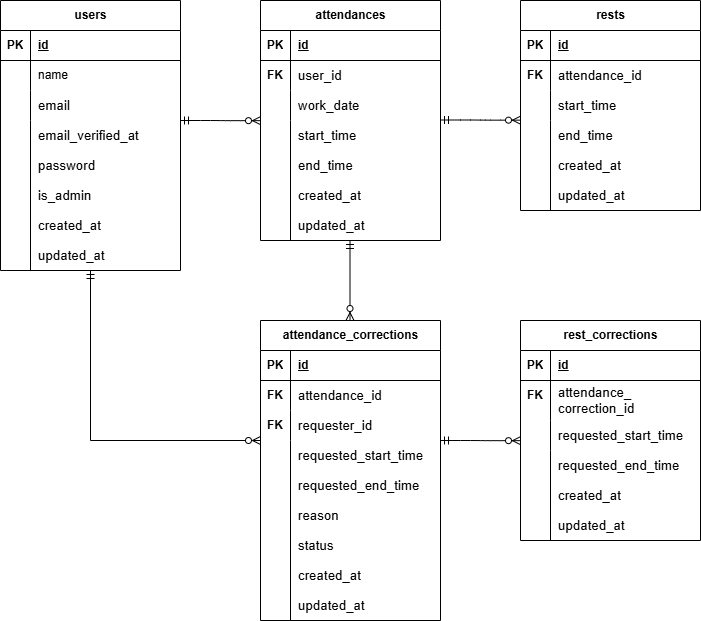 users
PK id
name
email
email_verified_at
password
is_admin
created_at
updated_at
attendances
PK id
FK user_id
work_date
start_time
end_time
created_at
updated_at
rests
PK id
FK attendance_id
start_time
end_time
created_at
updated_at
attendance_corrections
PK id
FK attendance_id
FK requester_id
requested_start_time
requested_end_time
reason
status
created_at
updated_at
rest_corrections
PK id
FK attendance_
correction_id
requested_start_time
requested_end_time
created_at
updated_at